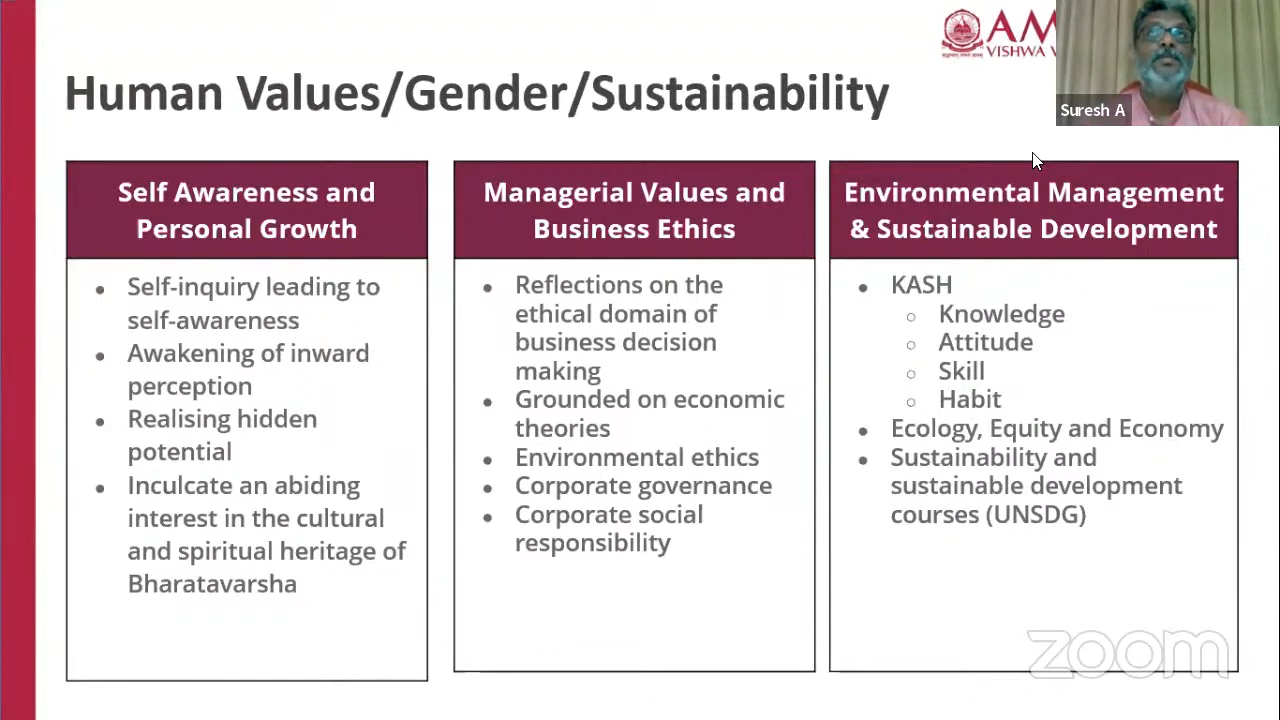 AM
VISHWA V
Suresh A
Human Values/Gender/Sustainability
Self Awareness and
Personal Growth
• Self-inquiry leading to
self-awareness
• Awakening of inward
perception
• Realising hidden
potential
• Inculcate an abiding
interest in the cultural
and spiritual heritage of
Bharatavarsha
Managerial Values and
Business Ethics
• Reflections on the
ethical domain of
business decision
making
• Grounded on economic
theories
• Environmental ethics
• Corporate governance
• Corporate social
responsibility
Environmental Management
& Sustainable Development
• KASH
○ Knowledge
○ Attitude
○ Skill
○ Habit
• Ecology, Equity and Economy
• Sustainability and
sustainable development
courses (UNSDG)
zoom